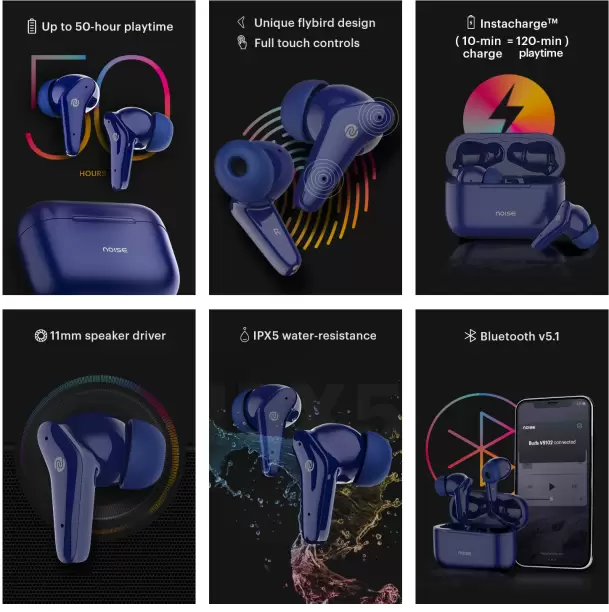 Up to 50-hour playtime
50
HOURS
NOISE
Unique flybird design
Full touch controls
R
Instacharge™
( 10-min = 120-min )
charge playtime
NOISE
11mm speaker driver
IPX5 water-resistance
IPX5
Bluetooth v5.1
NOISE
Buds VS102 connected
NOISE